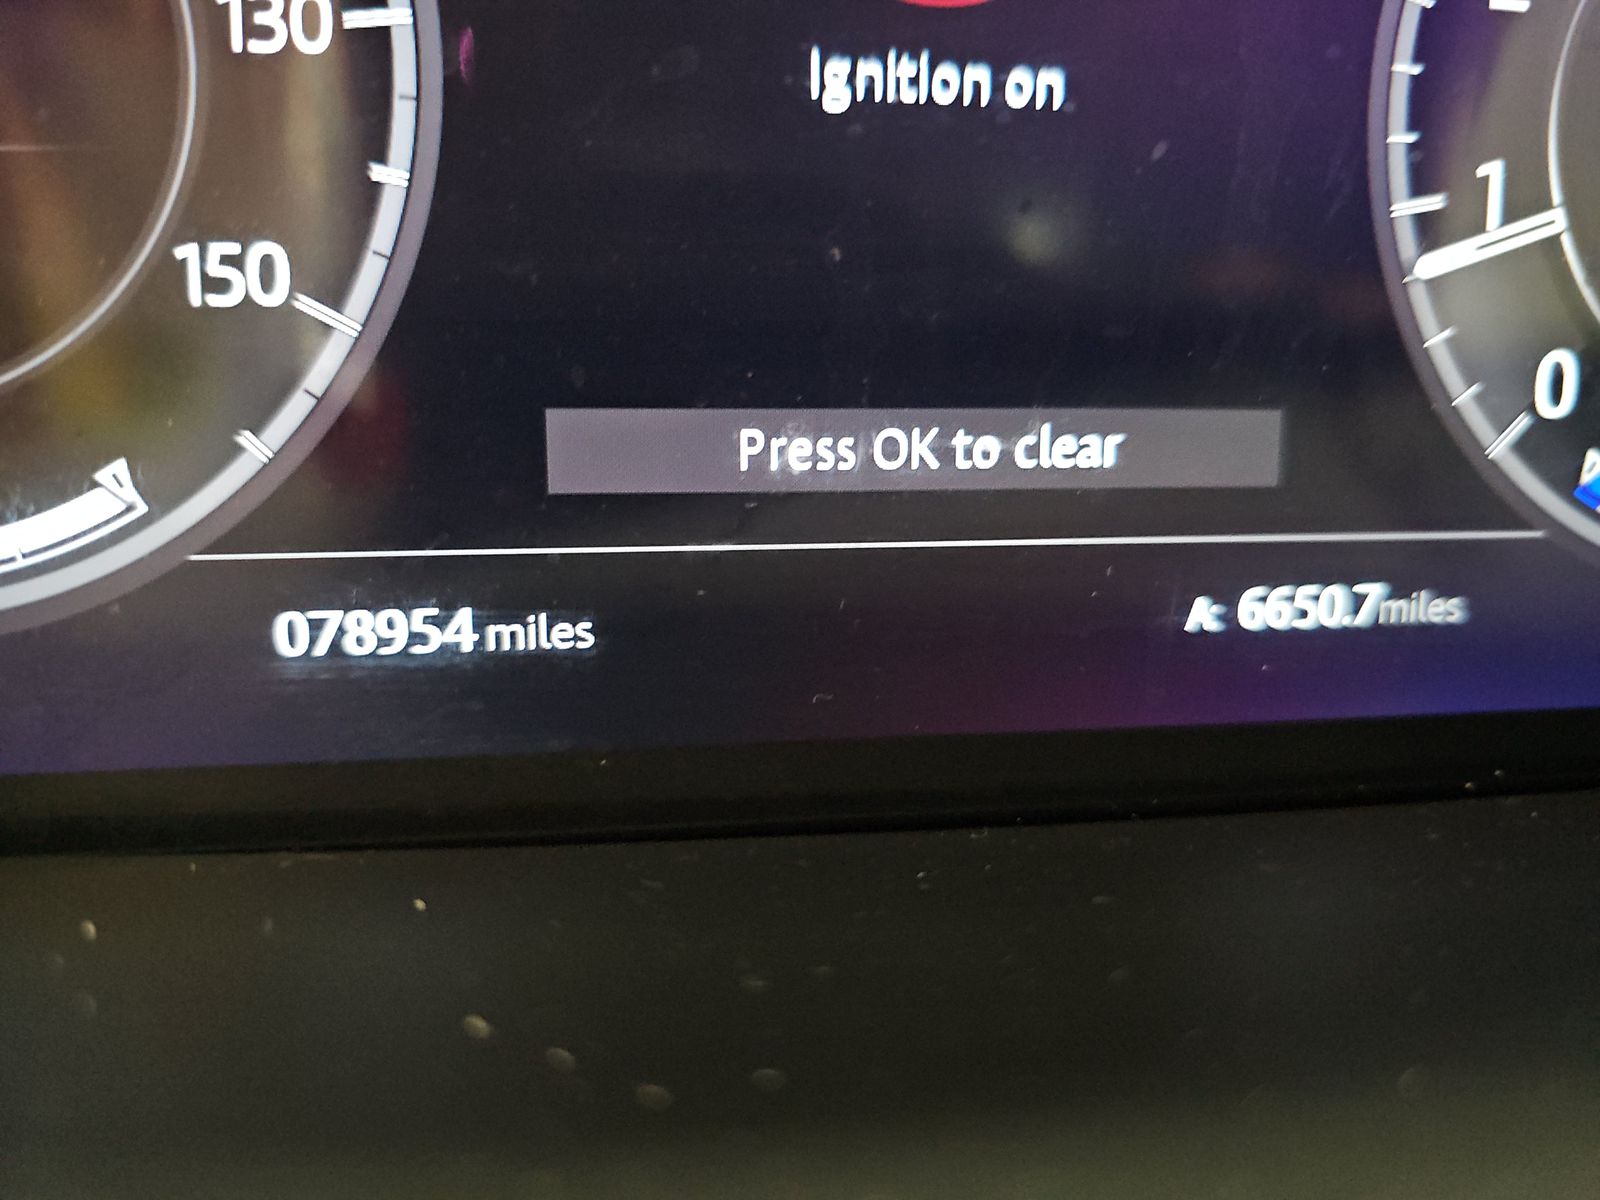 130
Ignition on
1
150
0
Press OK to clear
078954 miles
A: 6650.7 miles